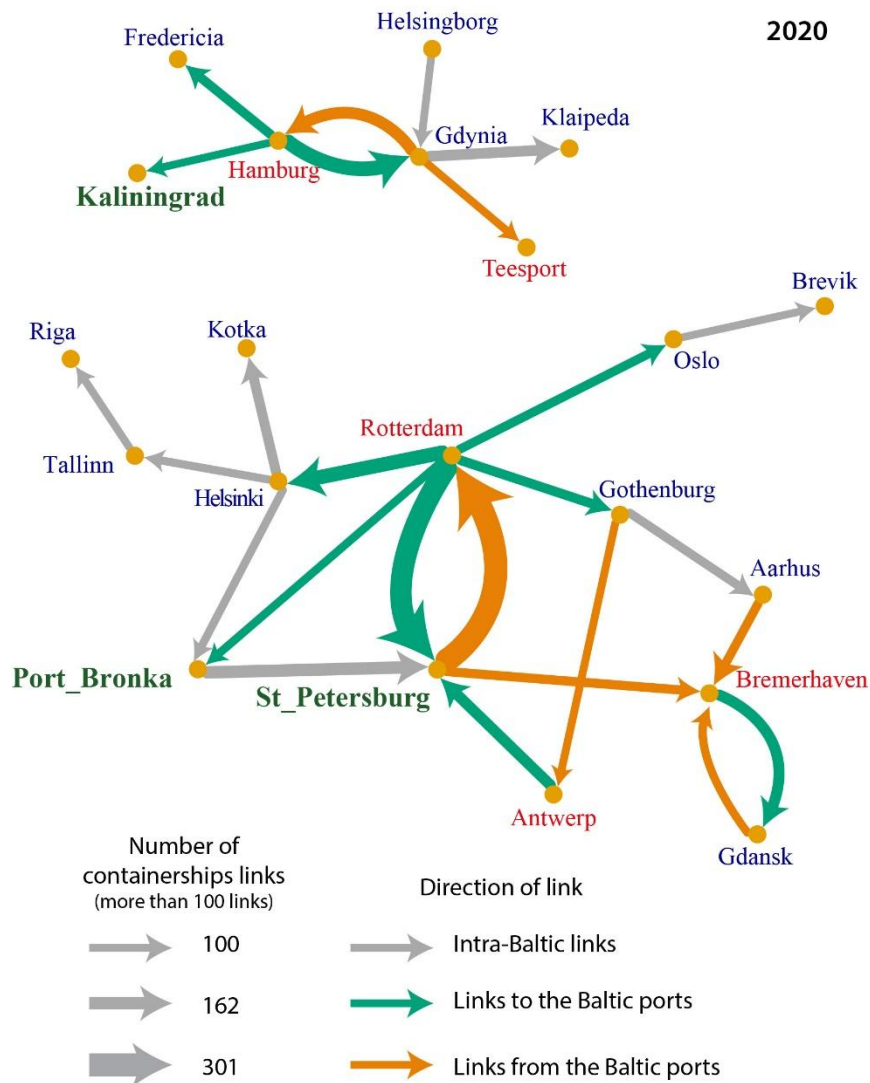 Helsingborg
2020
Fredericia
Klaipeda
Gdynia
Hamburg
Kaliningrad
Teesport
Brevik
Riga
Kotka
Oslo
Rotterdam
Tallinn
Helsinki
Gothenburg
Aarhus
Port_Bronka
St_Petersburg
Bremerhaven
Antwerp
Gdansk
Number of
containerships links
(more than 100 links)
Direction of link
100
Intra-Baltic links
162
Links to the Baltic ports
301
Links from the Baltic ports